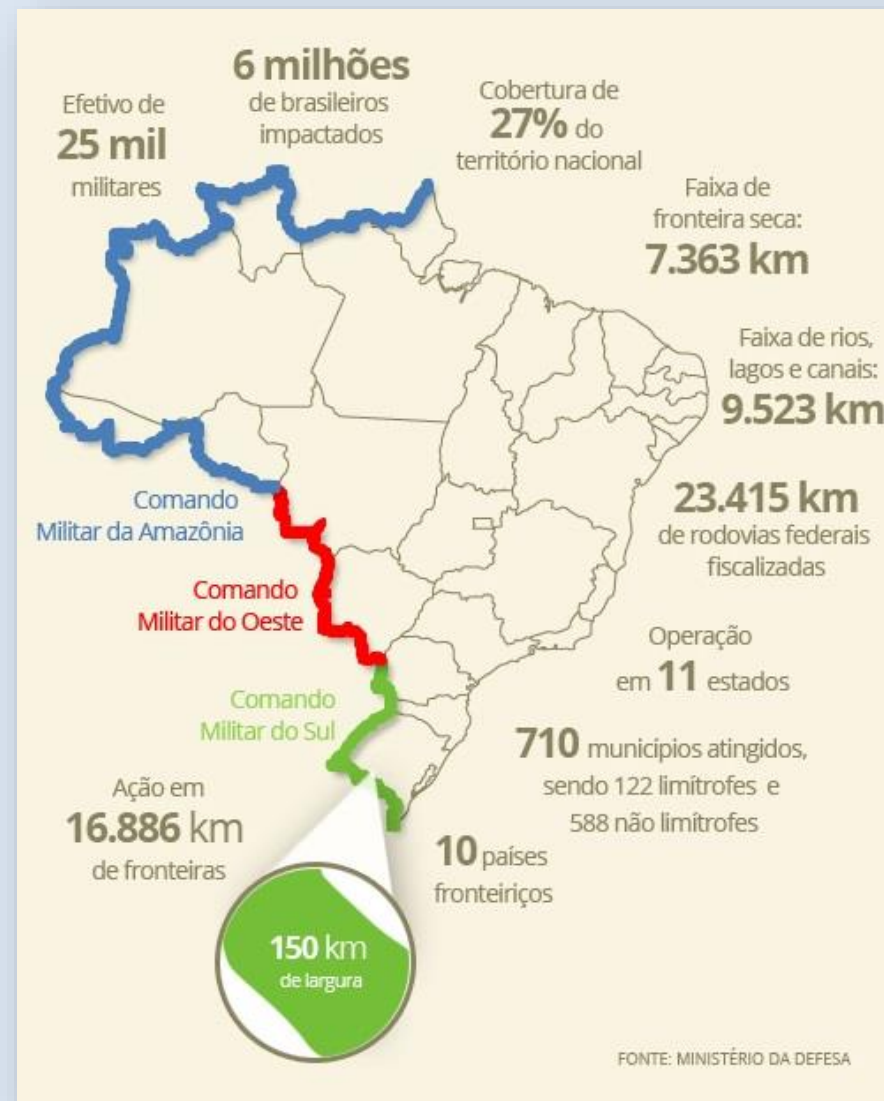 6 milhões
de brasileiros
impactados
Efetivo de
25 mil
militares
Cobertura de
27% do
território nacional
Faixa de
fronteira seca:
7.363 km
Faixa de rios,
lagos e canais:
9.523 km
23.415 km
de rodovias federais
fiscalizadas
Comando
Militar da Amazônia
Comando
Militar do Oeste
Operação
em 11 estados
Comando
Militar do Sul
710 municípios atingidos,
sendo 122 limítrofes e
588 não limítrofes
Ação em
16.886 km
de fronteiras
10 países
fronteiriços
150 km
de largura
FONTE: MINISTÉRIO DA DEFESA